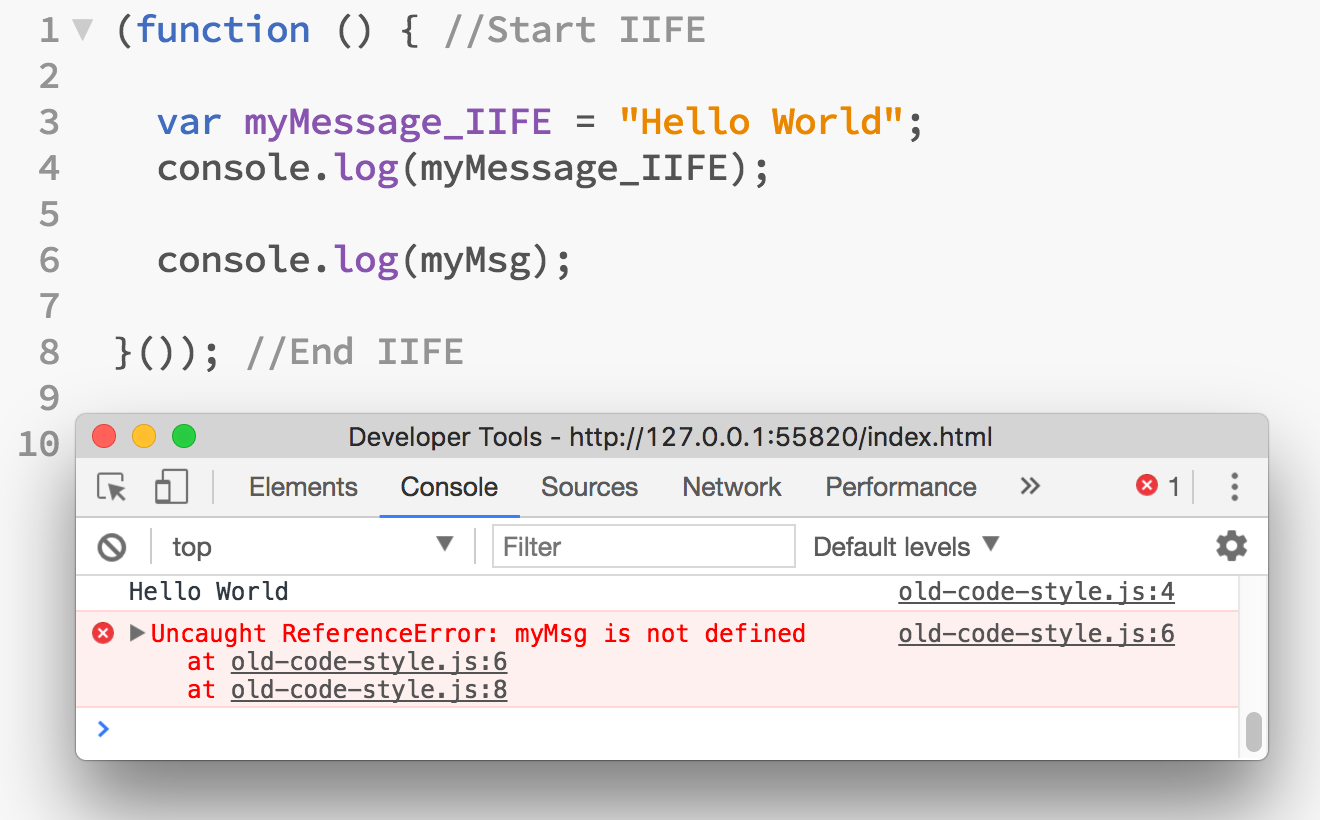 1 (function () { //Start IIFE
2
3 var myMessage_IIFE = "Hello World";
4 console.log(myMessage_IIFE);
5
6 console.log(myMsg);
7
8 }()); //End IIFE
9
10
Developer Tools - http://127.0.0.1:55820/index.html
Elements Console Sources Network Performance » 1
top Filter Default levels
Hello World old-code-style.js:4
Uncaught ReferenceError: myMsg is not defined old-code-style.js:6
at old-code-style.js:6
at old-code-style.js:8